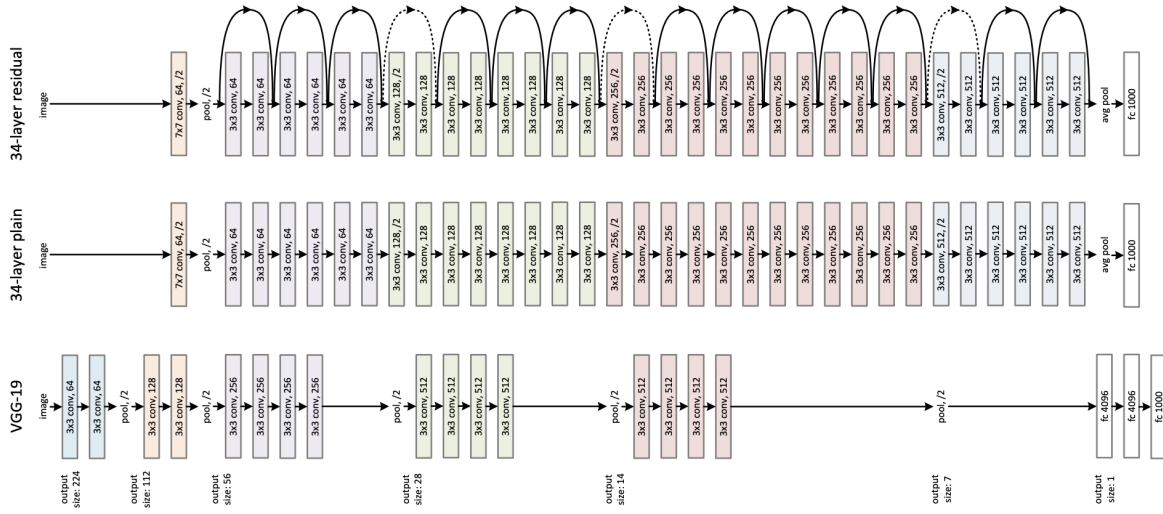 output
size: 224
output
size: 112
output
size: 56
output
size: 28
output
size: 14
output
size: 7
output
size: 1
VGG-19
image
3x3 conv, 64
3x3 conv, 64
pool, /2
3x3 conv, 128
3x3 conv, 128
pool, /2
3x3 conv, 256
3x3 conv, 256
3x3 conv, 256
3x3 conv, 256
pool, /2
3x3 conv, 512
3x3 conv, 512
3x3 conv, 512
3x3 conv, 512
pool, /2
3x3 conv, 512
3x3 conv, 512
3x3 conv, 512
3x3 conv, 512
pool, /2
fc 4096
fc 4096
fc 1000
34-layer plain
image
7x7 conv, 64, /2
pool, /2
3x3 conv, 64
3x3 conv, 64
3x3 conv, 64
3x3 conv, 64
3x3 conv, 64
3x3 conv, 64
3x3 conv, 128, /2
3x3 conv, 128
3x3 conv, 128
3x3 conv, 128
3x3 conv, 128
3x3 conv, 128
3x3 conv, 128
3x3 conv, 128
3x3 conv, 256, /2
3x3 conv, 256
3x3 conv, 256
3x3 conv, 256
3x3 conv, 256
3x3 conv, 256
3x3 conv, 256
3x3 conv, 256
3x3 conv, 256
3x3 conv, 256
3x3 conv, 256
3x3 conv, 256
3x3 conv, 512, /2
3x3 conv, 512
3x3 conv, 512
3x3 conv, 512
3x3 conv, 512
3x3 conv, 512
avg pool
fc 1000
34-layer residual
image
7x7 conv, 64, /2
pool, /2
3x3 conv, 64
3x3 conv, 64
3x3 conv, 64
3x3 conv, 64
3x3 conv, 64
3x3 conv, 64
3x3 conv, 128, /2
3x3 conv, 128
3x3 conv, 128
3x3 conv, 128
3x3 conv, 128
3x3 conv, 128
3x3 conv, 128
3x3 conv, 128
3x3 conv, 256, /2
3x3 conv, 256
3x3 conv, 256
3x3 conv, 256
3x3 conv, 256
3x3 conv, 256
3x3 conv, 256
3x3 conv, 256
3x3 conv, 256
3x3 conv, 256
3x3 conv, 256
3x3 conv, 256
3x3 conv, 512, /2
3x3 conv, 512
3x3 conv, 512
3x3 conv, 512
3x3 conv, 512
3x3 conv, 512
avg pool
fc 1000